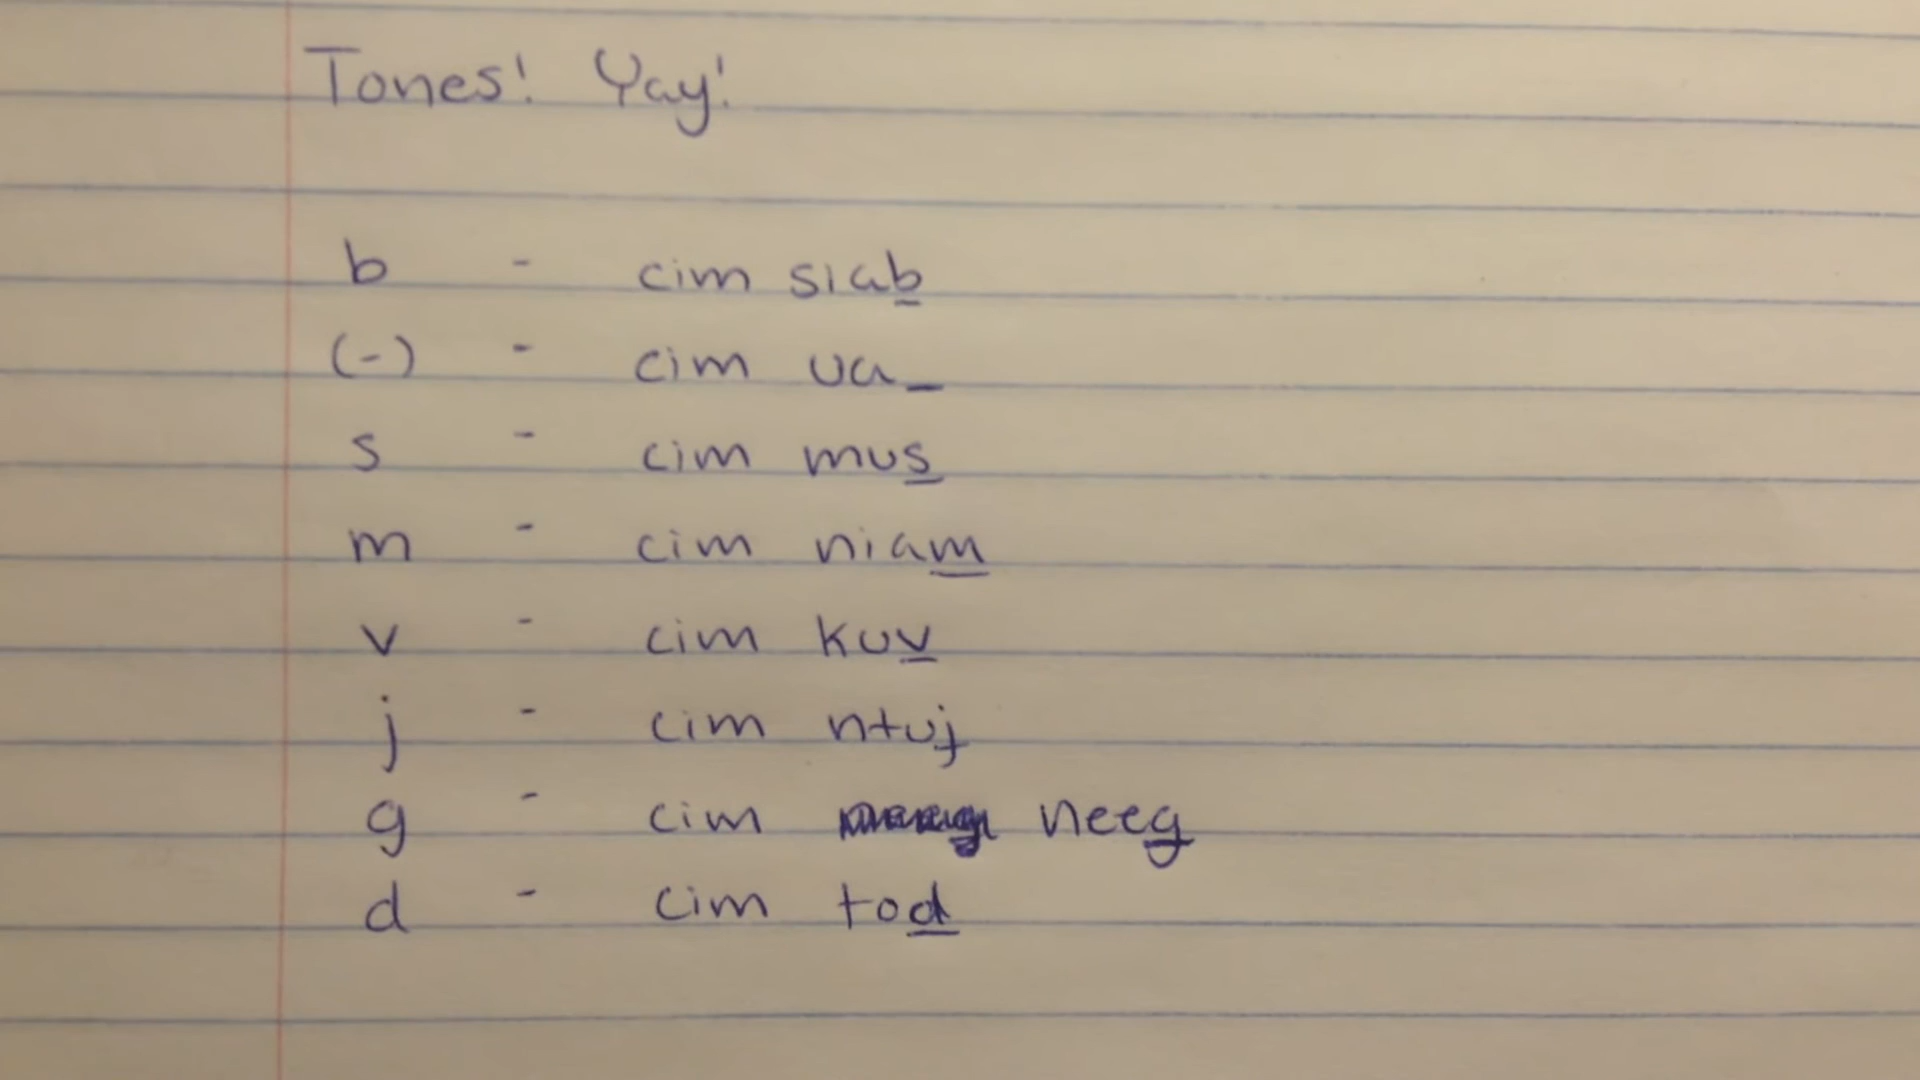 Tones! Yay!
b - cim siab
(-) - cim ua_
s - cim mus
m - cim niam
v - cim kuv
j - cim ntuj
g - cim neeg
d - cim tod